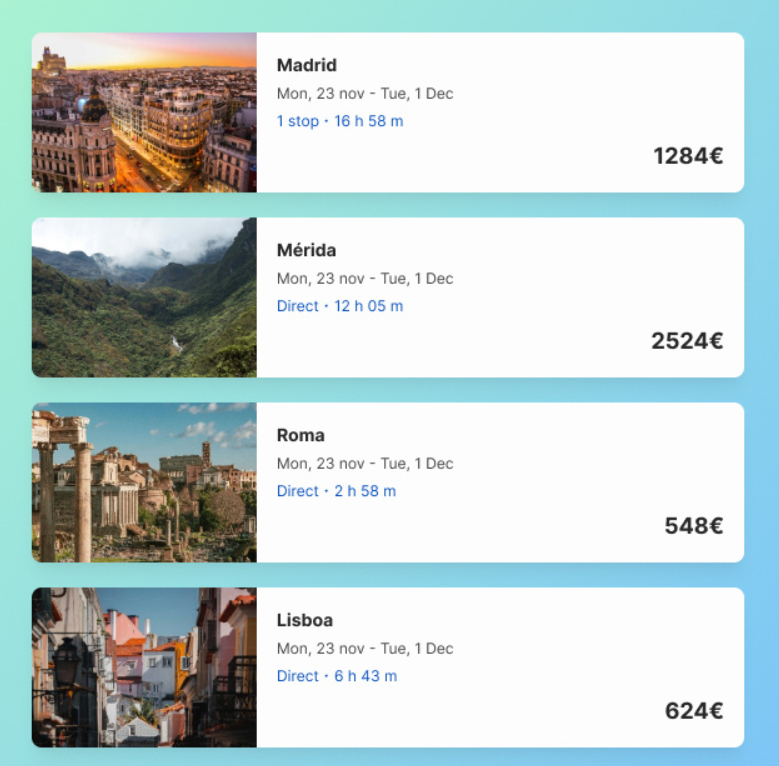 Madrid
Mon, 23 nov - Tue, 1 Dec
1 stop · 16 h 58 m
1284€
Mérida
Mon, 23 nov - Tue, 1 Dec
Direct · 12 h 05 m
2524€
Roma
Mon, 23 nov - Tue, 1 Dec
Direct · 2 h 58 m
548€
Lisboa
Mon, 23 nov - Tue, 1 Dec
Direct · 6 h 43 m
624€